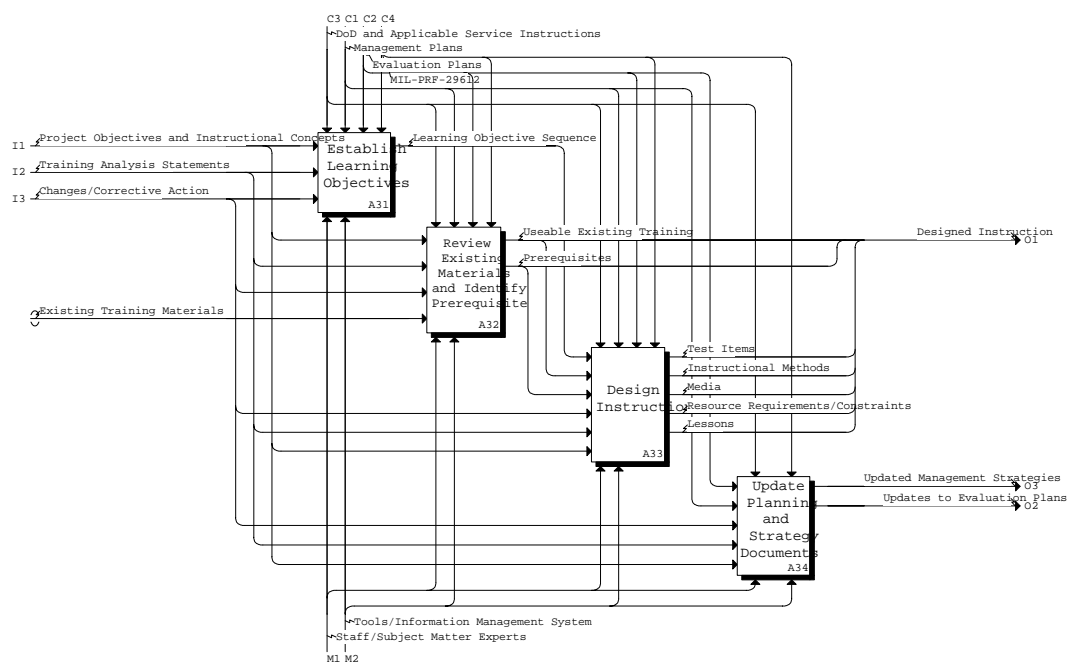 C3 C1 C2 C4
DoD and Applicable Service Instructions
Management Plans
Evaluation Plans
MIL-PRF-29612
I1
Project Objectives and Instructional Concepts
I2
Training Analysis Statements
I3
Changes/Corrective Action
Establish
Learning
Objectives
A31
Learning Objective Sequence
Review
Existing
Materials
and Identify
Prerequisite
A32
Useable Existing Training
Prerequisites
Designed Instruction
O1
Existing Training Materials
Design
Instruction
A33
Test Items
Instructional Methods
Media
Resource Requirements/Constraints
Lessons
Update
Planning
and
Strategy
Documents
A34
Updated Management Strategies
O3
Updates to Evaluation Plans
O2
Tools/Information Management System
Staff/Subject Matter Experts
M1 M2